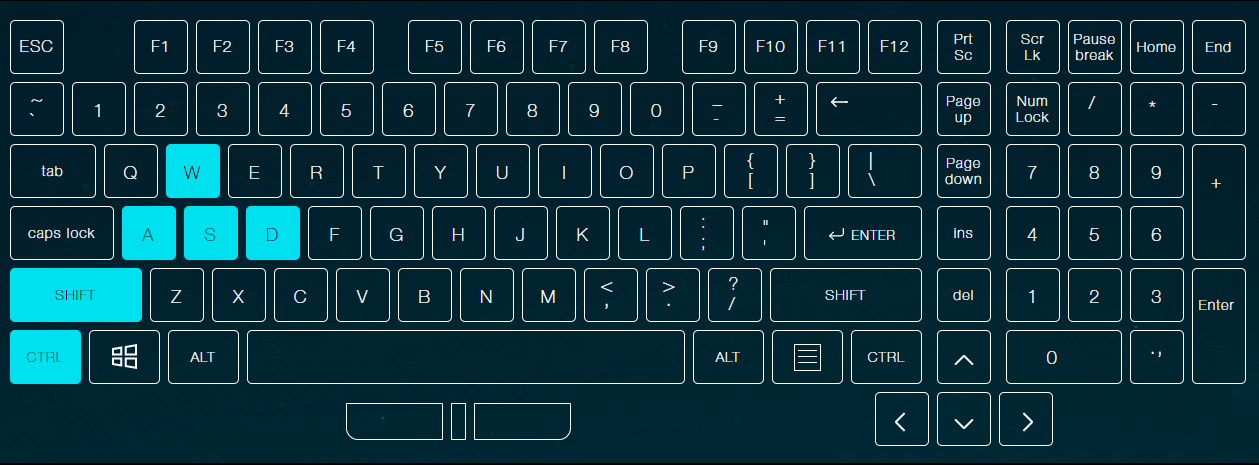 ESC F1 F2 F3 F4 F5 F6 F7 F8 F9 F10 F11 F12 Prt Sc Scr Lk Pause break Home End
~ ` 1 2 3 4 5 6 7 8 9 0 _ - + = ← Page up Num Lock / * -
tab Q W E R T Y U I O P { [ } ] | \ Page down 7 8 9 +
caps lock A S D F G H J K L : ; " ' ENTER ins 4 5 6
SHIFT Z X C V B N M < , > . ? / SHIFT del 1 2 3 Enter
CTRL ALT ALT CTRL 0 . ,